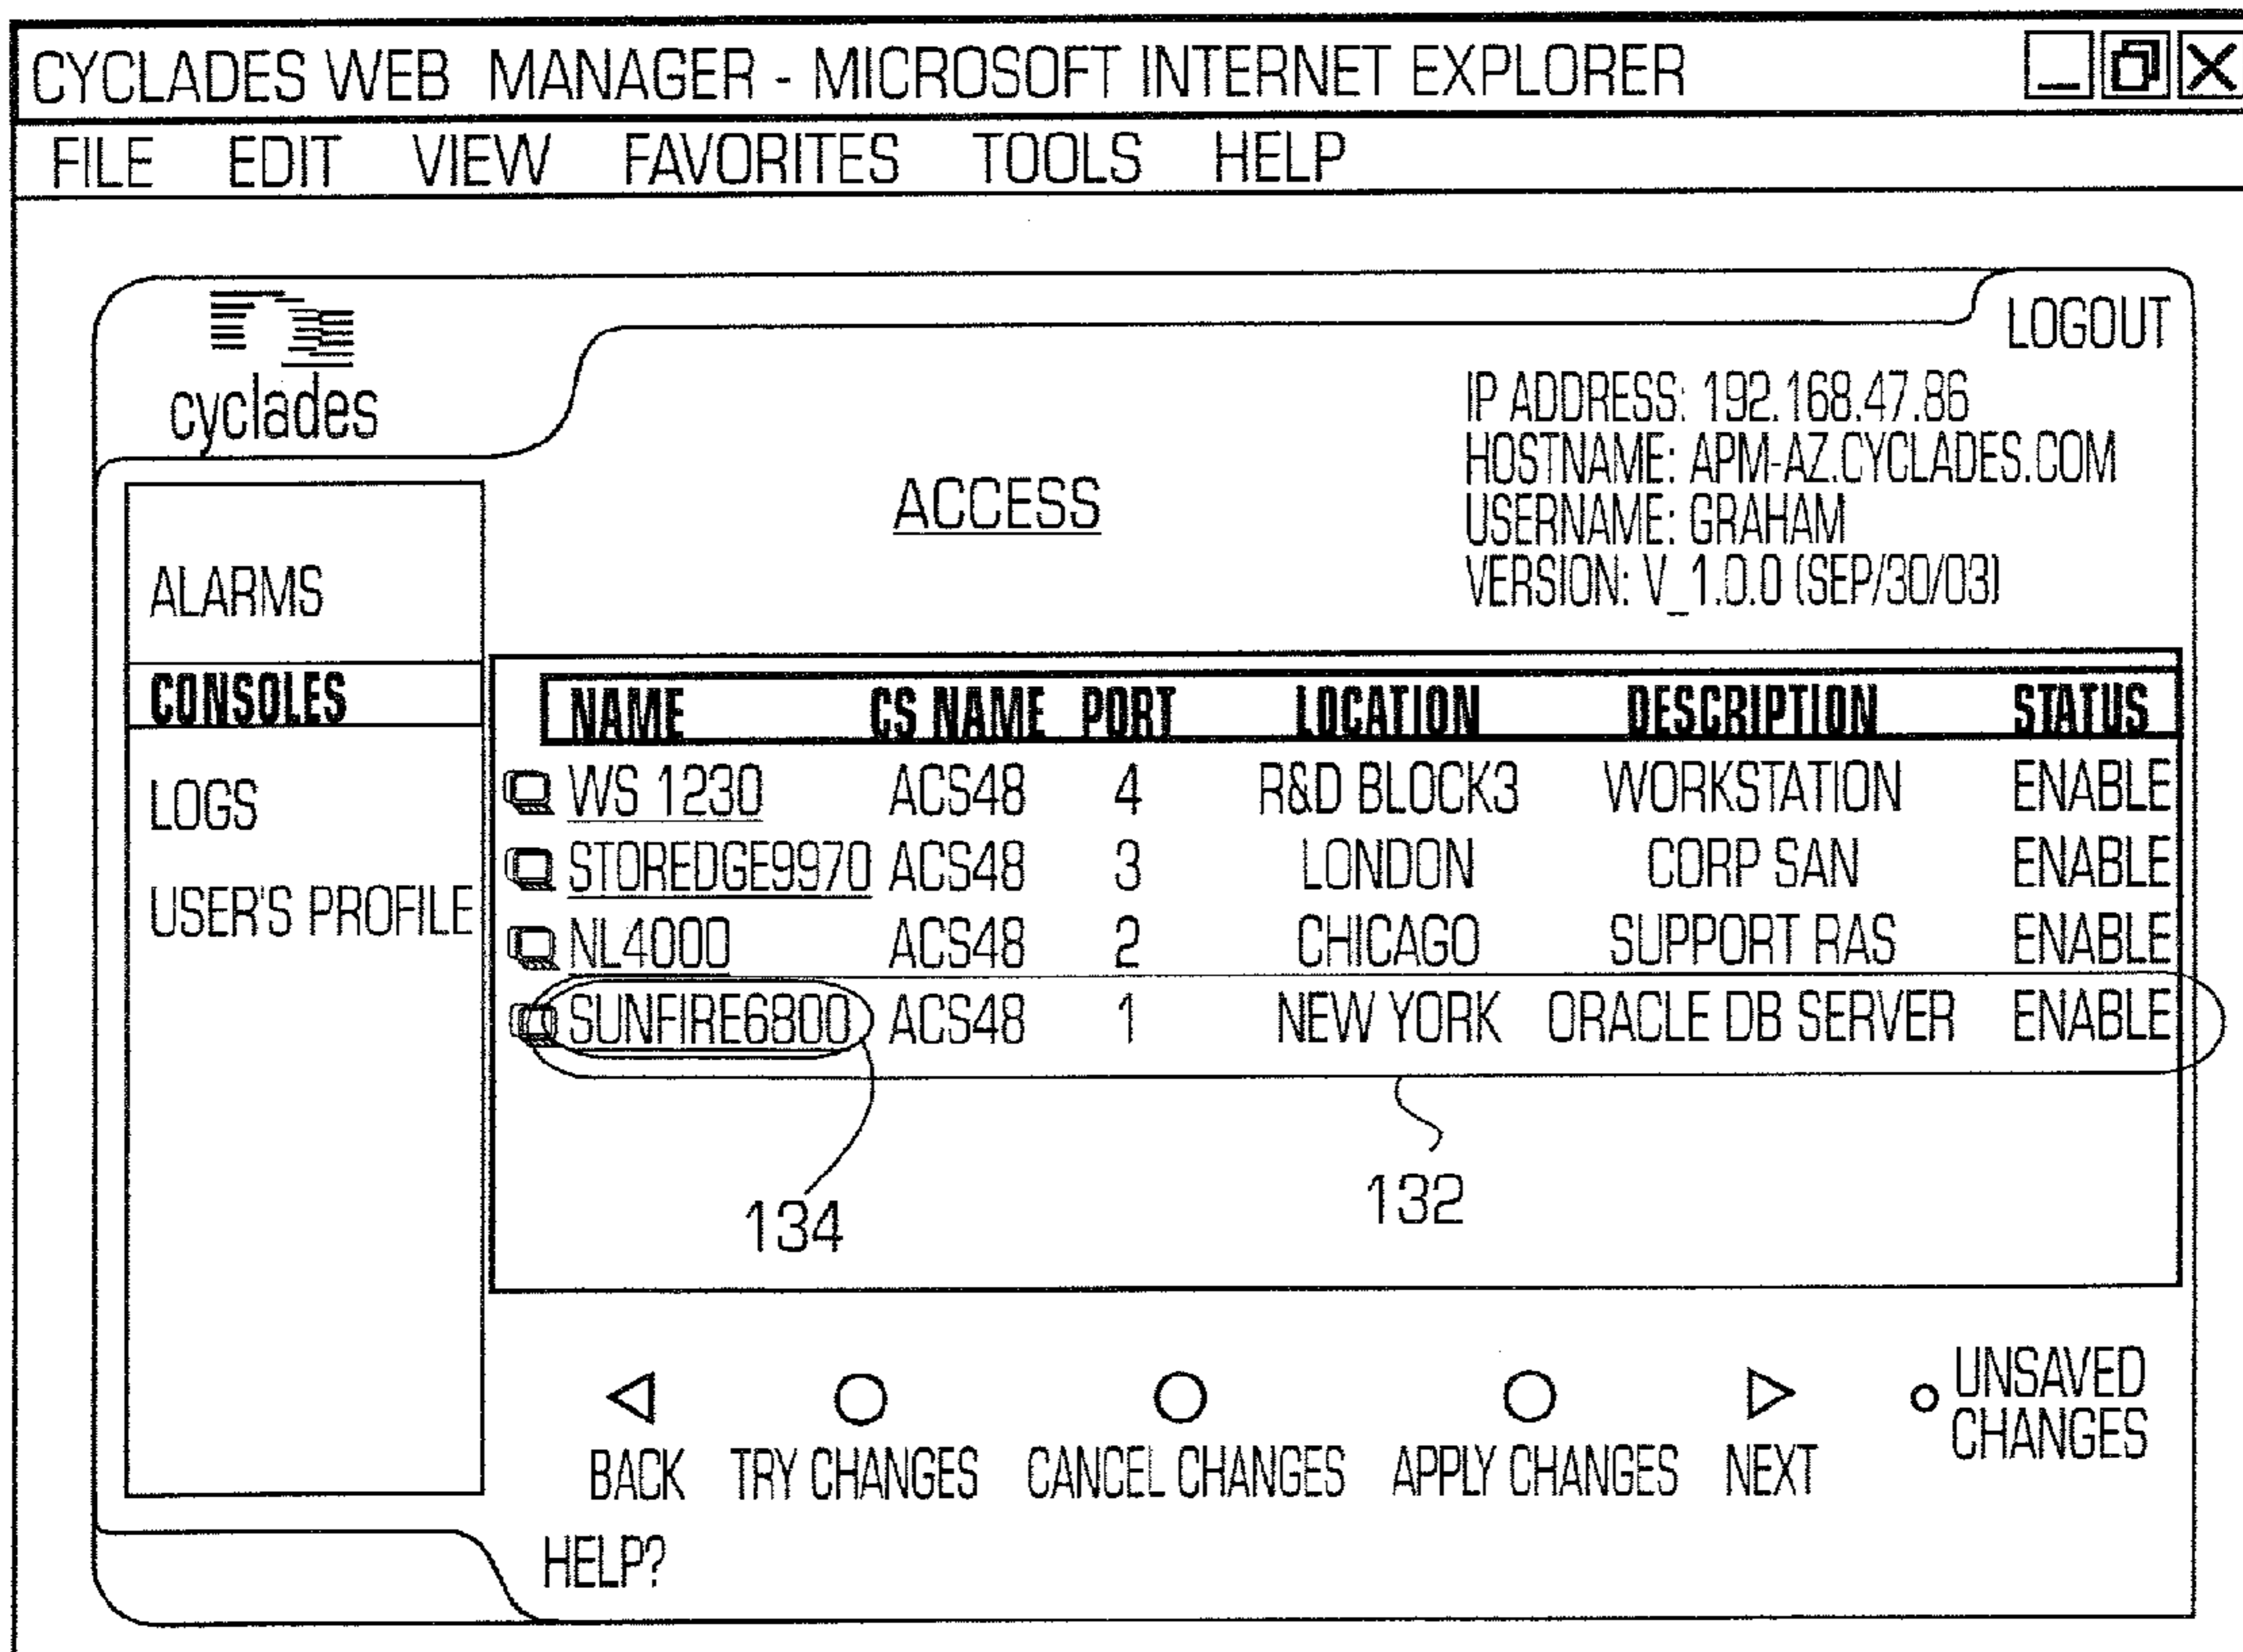 CYCLADES WEB MANAGER - MICROSOFT INTERNET EXPLORER
FILE EDIT VIEW FAVORITES TOOLS HELP
LOGOUT
cyclades
IP ADDRESS: 192.168.47.86
HOSTNAME: APM-AZ.CYCLADES.COM
USERNAME: GRAHAM
VERSION: V_1.0.0 (SEP/30/03)
ACCESS
ALARMS
CONSOLES
LOGS
USER'S PROFILE
NAME CS NAME PORT LOCATION DESCRIPTION STATUS
WS 1230 ACS48 4 R&D BLOCK3 WORKSTATION ENABLE
STOREDGE9970 ACS48 3 LONDON CORP SAN ENABLE
NL4000 ACS48 2 CHICAGO SUPPORT RAS ENABLE
SUNFIRE6800 ACS48 1 NEW YORK ORACLE DB SERVER ENABLE
134
132
BACK TRY CHANGES CANCEL CHANGES APPLY CHANGES NEXT
UNSAVED
CHANGES
HELP?